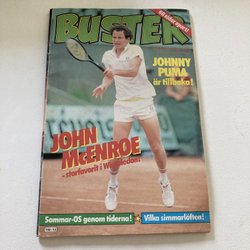 BUSTER
JOHNNY
PUMA
är tillbaka!
JOHN
McENROE
- storfavorit i Wimbledon!
Sommar-OS genom tiderna!
Vilka simmarlöften!